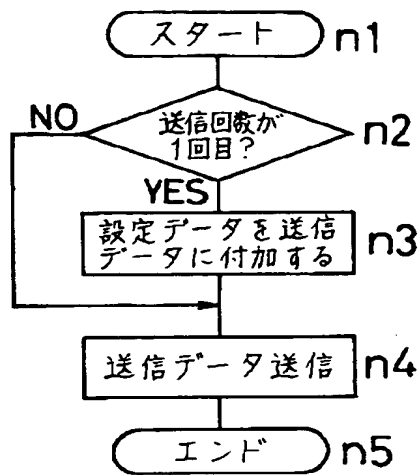 スタート n1
送信回数が
1回目? n2
NO
YES
設定データを送信
データに付加する n3
送信データ送信 n4
エンド n5